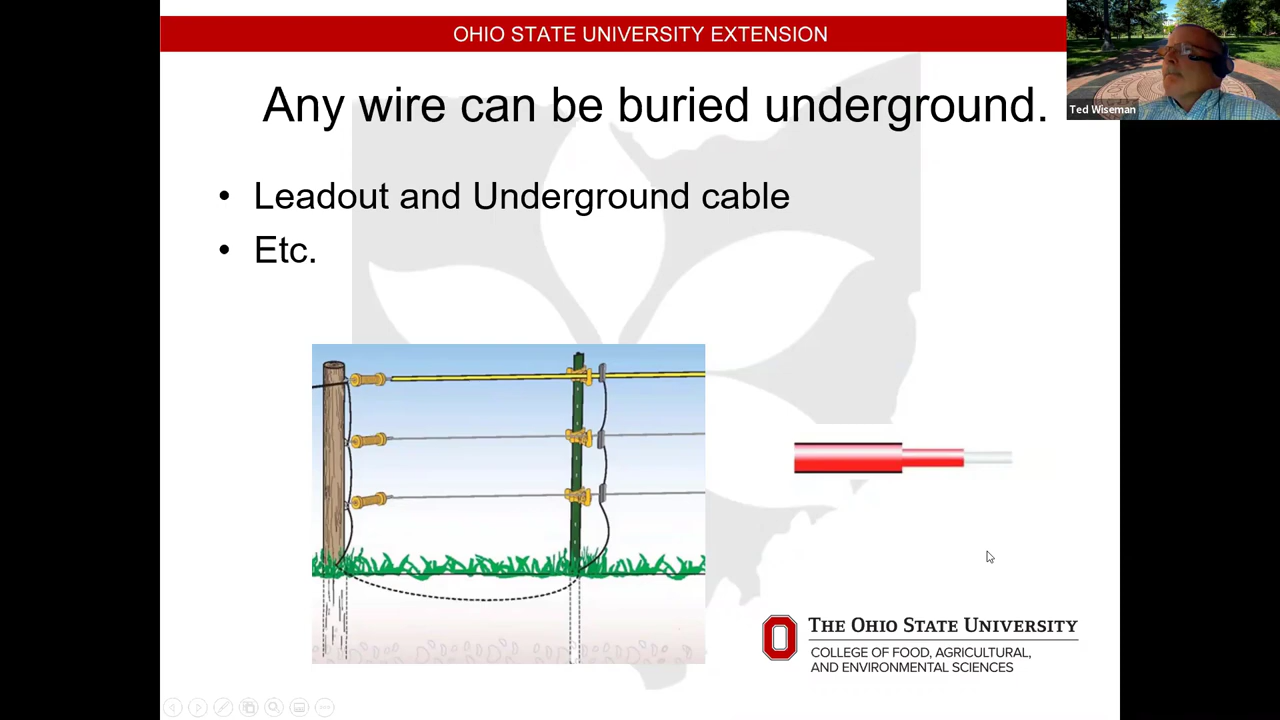 OHIO STATE UNIVERSITY EXTENSION
Ted Wiseman
Any wire can be buried underground.
• Leadout and Underground cable
• Etc.
THE OHIO STATE UNIVERSITY
COLLEGE OF FOOD, AGRICULTURAL,
AND ENVIRONMENTAL SCIENCES